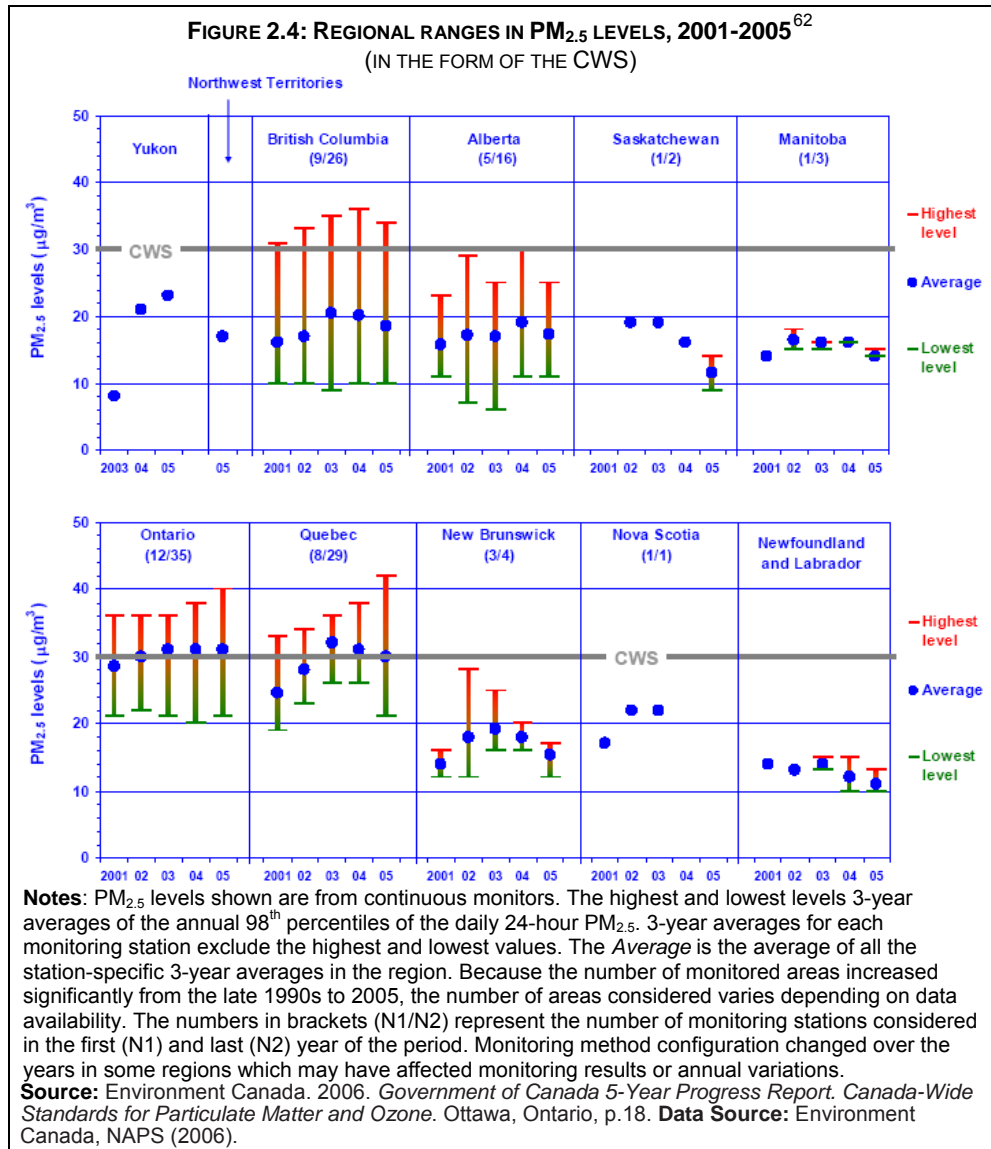 FIGURE 2.4: REGIONAL RANGES IN PM2.5 LEVELS, 2001-2005 62
(IN THE FORM OF THE CWS)
Northwest Territories
50
40
30
20
10
0
PM2.5 levels (µg/m3)
Yukon
British Columbia
(9/26)
Alberta
(5/16)
Saskatchewan
(1/2)
Manitoba
(1/3)
CWS
Highest level
Average
Lowest level
2003 04 05
05
2001 02 03 04 05
2001 02 03 04 05
2001 02 03 04 05
2001 02 03 04 05
50
40
30
20
10
0
PM2.5 levels (µg/m3)
Ontario
(12/35)
Quebec
(8/29)
New Brunswick
(3/4)
Nova Scotia
(1/1)
Newfoundland
and Labrador
CWS
Highest level
Average
Lowest level
2001 02 03 04 05
2001 02 03 04 05
2001 02 03 04 05
2001 02 03 04 05
2001 02 03 04 05
Notes: PM2.5 levels shown are from continuous monitors. The highest and lowest levels 3-year
averages of the annual 98th percentiles of the daily 24-hour PM2.5. 3-year averages for each
monitoring station exclude the highest and lowest values. The Average is the average of all the
station-specific 3-year averages in the region. Because the number of monitored areas increased
significantly from the late 1990s to 2005, the number of areas considered varies depending on data
availability. The numbers in brackets (N1/N2) represent the number of monitoring stations considered
in the first (N1) and last (N2) year of the period. Monitoring method configuration changed over the
years in some regions which may have affected monitoring results or annual variations.
Source: Environment Canada. 2006. Government of Canada 5-Year Progress Report. Canada-Wide
Standards for Particulate Matter and Ozone. Ottawa, Ontario, p.18. Data Source: Environment
Canada, NAPS (2006).